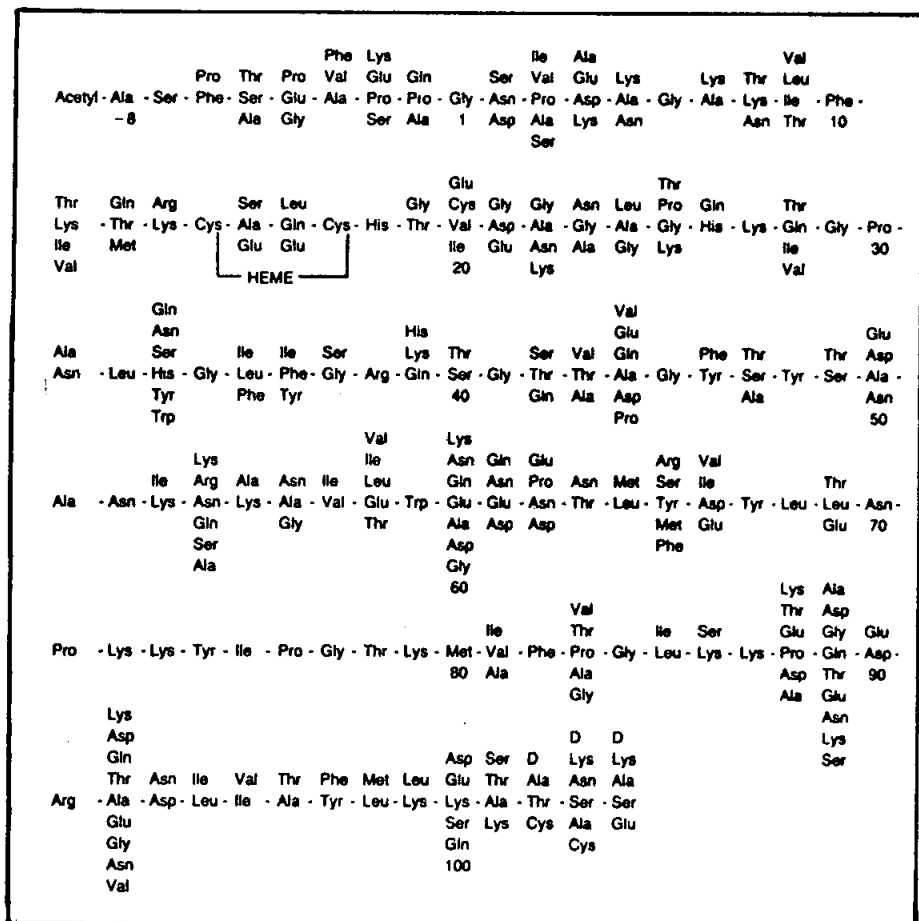 Phe Lys Ile Ala Val
Pro Thr Pro Val Glu Gln Ser Val Glu Lys Lys Thr Leu
Acetyl - Ala - Ser - Phe - Ser - Glu - Ala - Pro - Pro - Gly - Asn - Pro - Asp - Ala - Gly - Ala - Lys - Ile - Phe -
-8 Ala Gly Ser Ala 1 Asp Ala Lys Asn Asn Thr 10
Ser
Glu Thr
Thr Gln Arg Ser Leu Gly Cys Gly Gly Asn Leu Pro Gln Thr
Lys - Thr - Lys - Cys - Ala - Gln - Cys - His - Thr - Val - Asp - Ala - Gly - Ala - Gly - His - Lys - Gln - Gly - Pro -
Ile Met Glu Glu Ile Glu Asn Ala Gly Lys Ile 30
Val HEME 20 Lys Val
Gln Val
Asn His Glu Glu
Ala Ser Ile Ile Ser Lys Thr Ser Val Gln Phe Thr Thr Asp
Asn - Leu - His - Gly - Leu - Phe - Gly - Arg - Gln - Ser - Gly - Thr - Thr - Ala - Gly - Tyr - Ser - Tyr - Ser - Ala -
Tyr Phe Tyr 40 Gln Ala Asp Ala Asn
Trp Pro 50
Val Lys
Lys Ile Asn Gln Glu Arg Val
Ile Arg Ala Asn Ile Leu Gln Asn Pro Asn Met Ser Ile Thr
Ala - Asn - Lys - Asn - Lys - Ala - Val - Glu - Trp - Glu - Glu - Asn - Thr - Leu - Tyr - Asp - Tyr - Leu - Leu - Asn -
Gln Gly Thr Ala Asp Asp Met Glu Glu 70
Ser Asp Phe
Ala Gly
60
Lys Ala
Val Thr Asp
Ile Thr Ile Ser Glu Gly Glu
Pro - Lys - Lys - Tyr - Ile - Pro - Gly - Thr - Lys - Met - Val - Phe - Pro - Gly - Leu - Lys - Lys - Pro - Gln - Asp -
80 Ala Ala Asp Thr 90
Gly Ala Glu
Lys Asn
Asp Lys
Gln D D Ser
Thr Asn Ile Val Thr Phe Met Leu Asp Ser D Lys Lys
Glu Thr Ala Asn Ala
Arg - Ala - Asp - Leu - Ile - Ala - Tyr - Leu - Lys - Lys - Ala - Thr - Ser - Ser
Glu Ser Lys Cys Ala Glu
Gly Gln Cys
Asn 100
Val